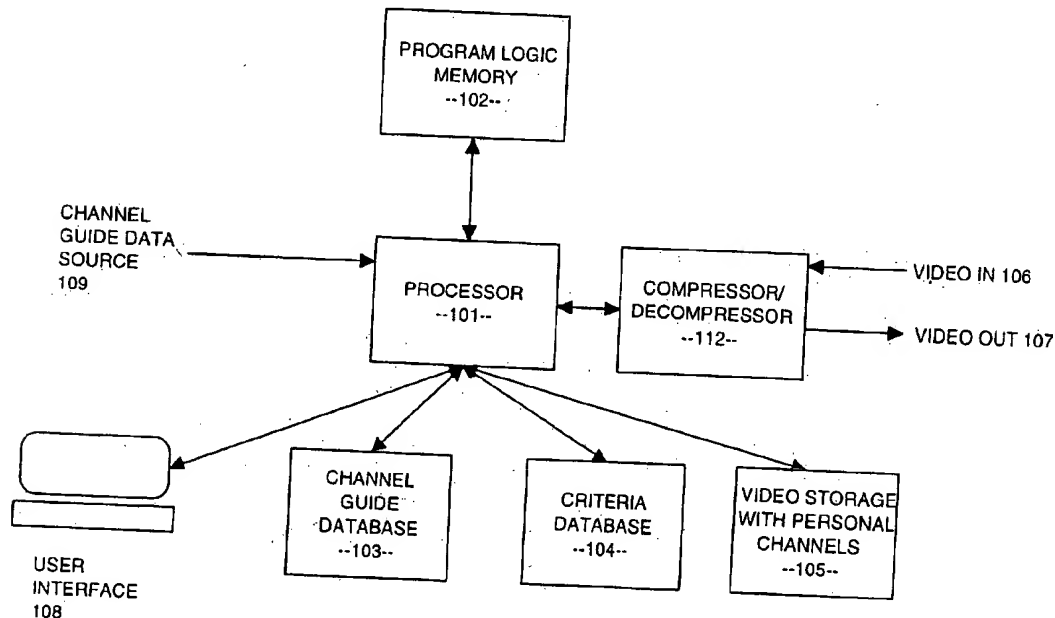 PROGRAM LOGIC
MEMORY
--102--
CHANNEL
GUIDE DATA
SOURCE
109
PROCESSOR
--101--
COMPRESSOR/
DECOMPRESSOR
--112--
VIDEO IN 106
VIDEO OUT 107
USER
INTERFACE
108
CHANNEL
GUIDE
DATABASE
--103--
CRITERIA
DATABASE
--104--
VIDEO STORAGE
WITH PERSONAL
CHANNELS
--105--